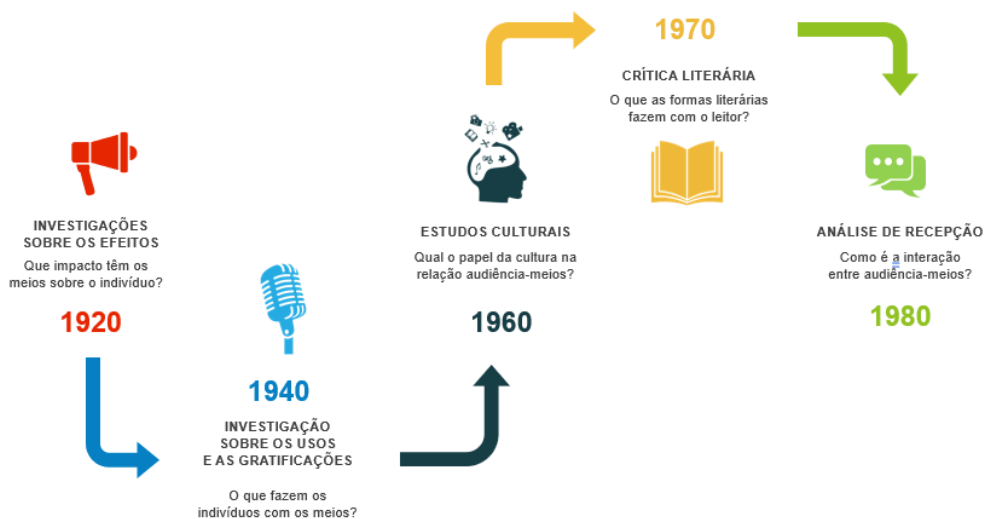 INVESTIGAÇÕES
SOBRE OS EFEITOS
Que impacto têm os
meios sobre o indivíduo?
1920
1940
INVESTIGAÇÃO
SOBRE OS USOS
E AS GRATIFICAÇÕES
O que fazem os
indivíduos com os meios?
ESTUDOS CULTURAIS
Qual o papel da cultura na
relação audiência-meios?
1960
1970
CRÍTICA LITERÁRIA
O que as formas literárias
fazem com o leitor?
ANÁLISE DE RECEPÇÃO
Como é a interação
entre audiência-meios?
1980